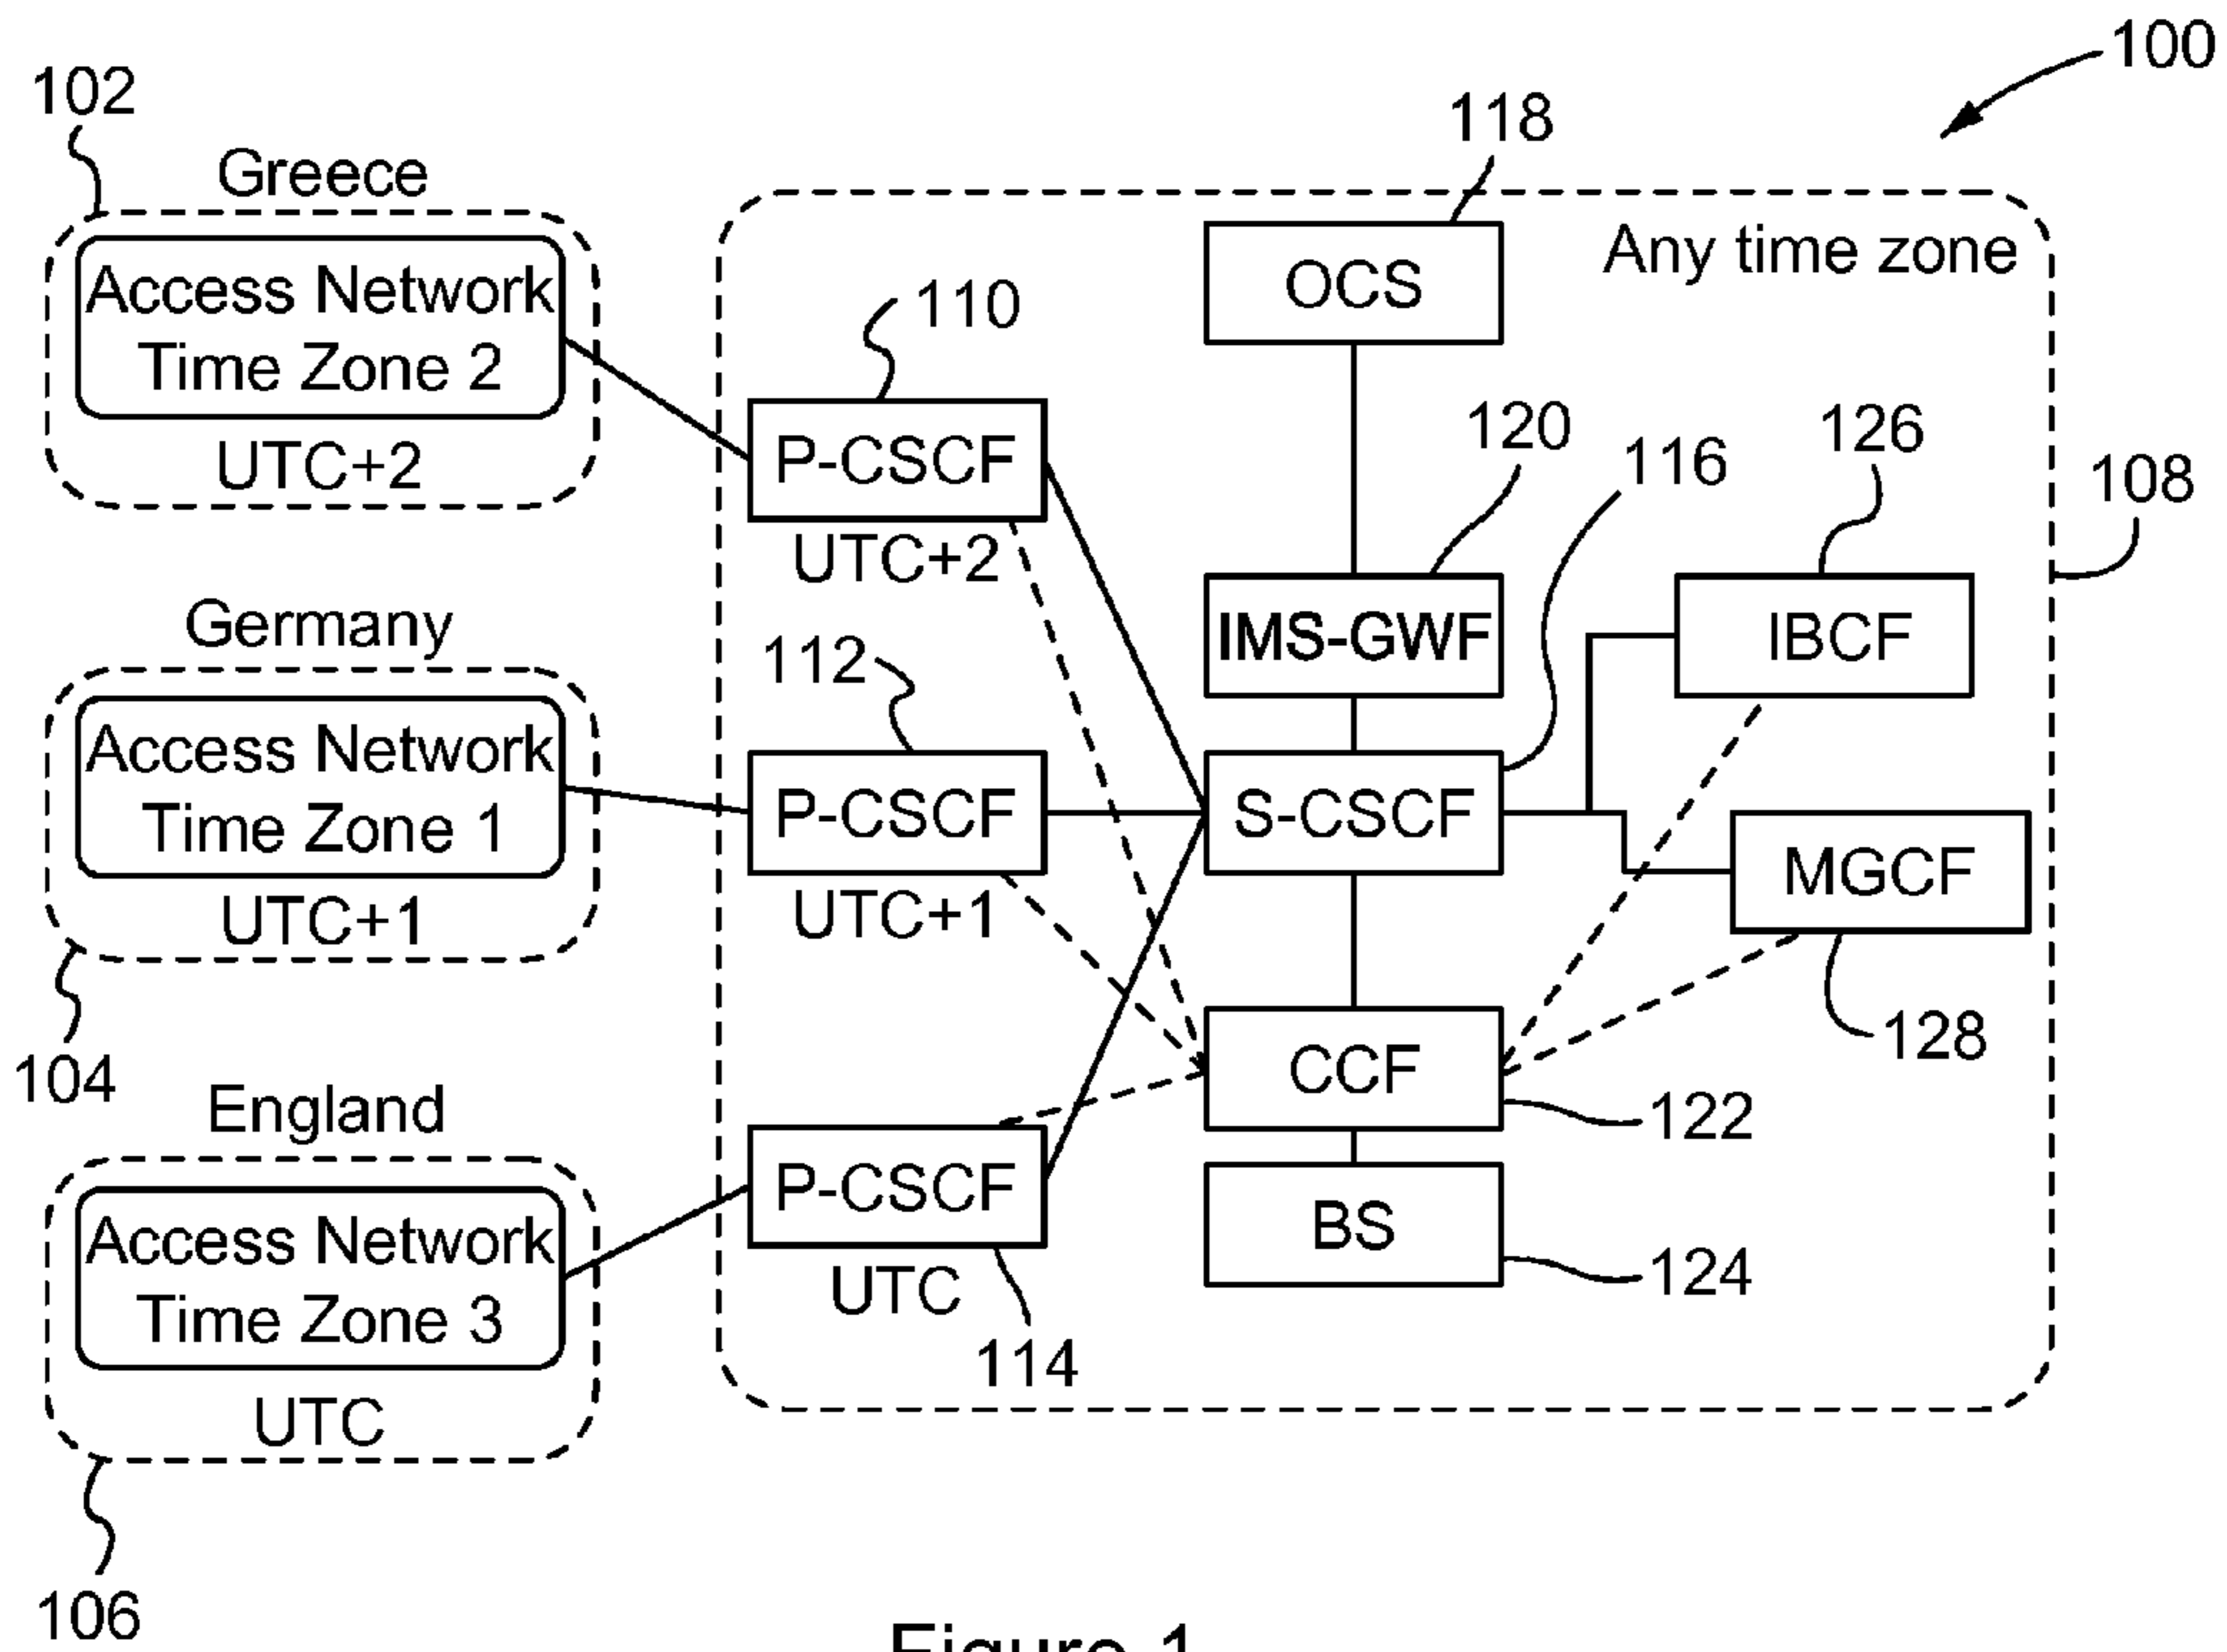 100
102
118
Greece
Any time zone
Access Network
Time Zone 2
UTC+2
OCS
110
P-CSCF
UTC+2
120
116
126
108
Germany
112
IMS-GWF
IBCF
Access Network
Time Zone 1
UTC+1
P-CSCF
UTC+1
S-CSCF
MGCF
104
128
England
CCF
122
Access Network
Time Zone 3
UTC
P-CSCF
UTC
BS
124
114
106
Figure 1